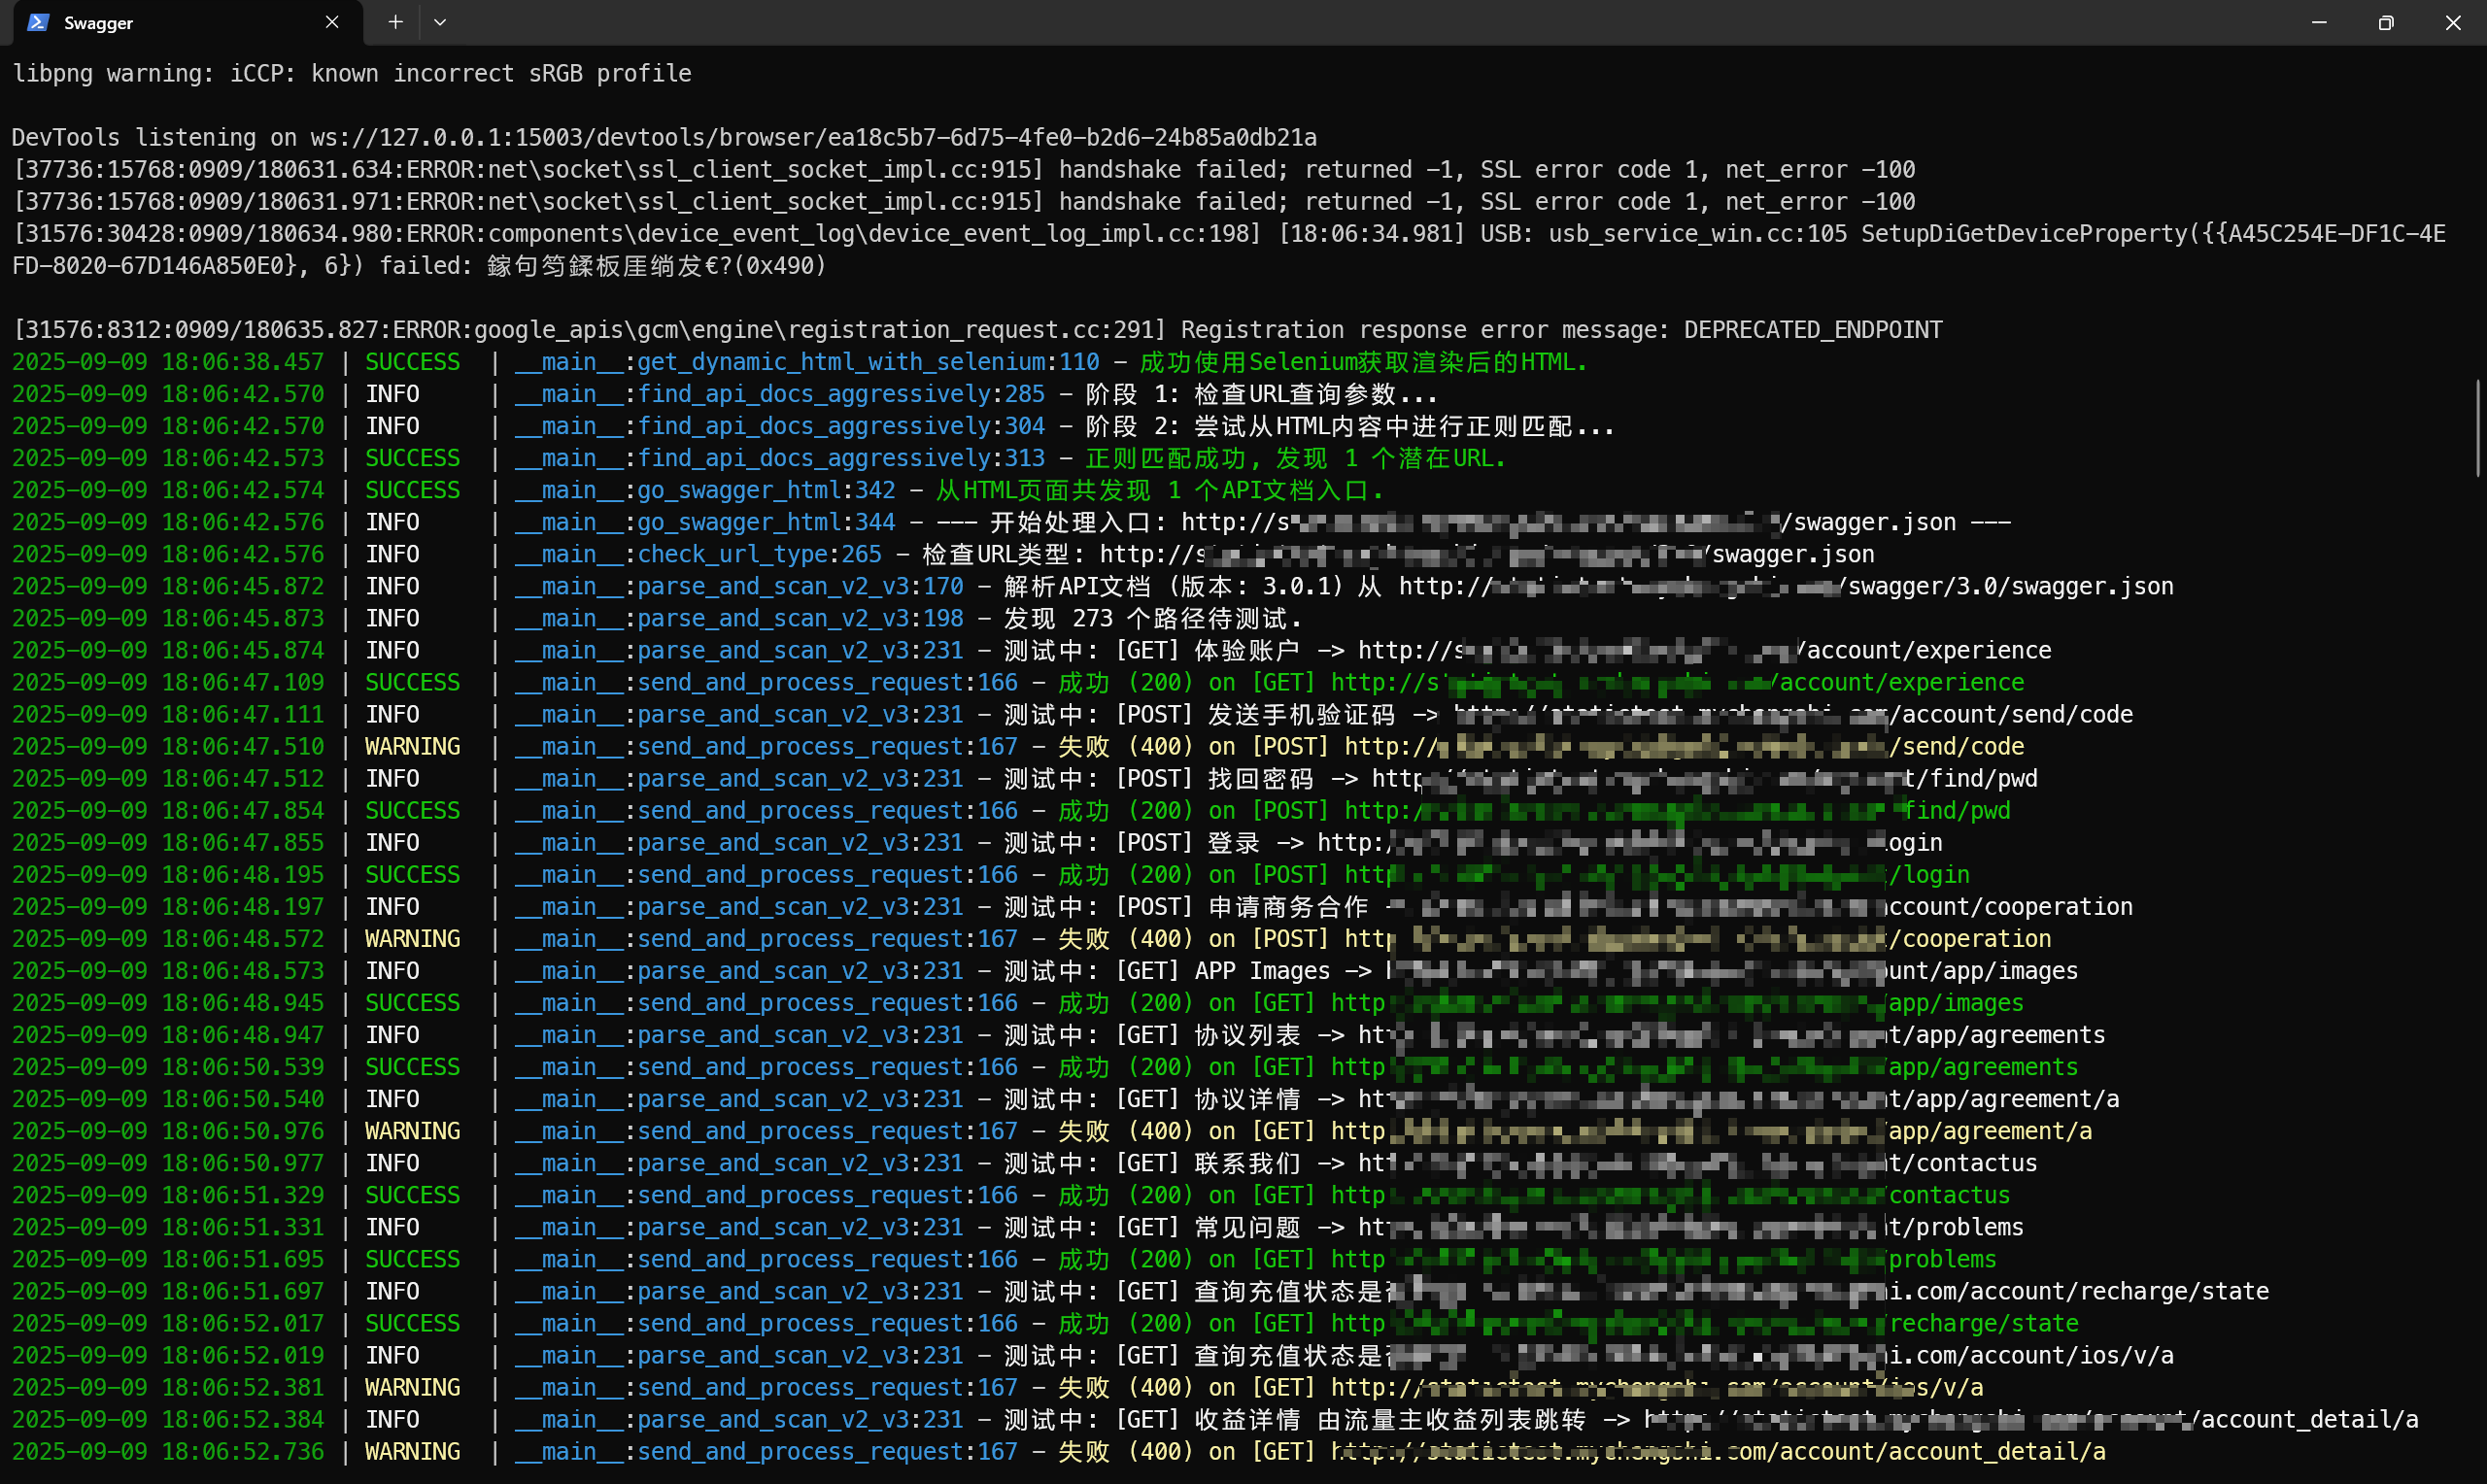 Swagger
libpng warning: iCCP: known incorrect sRGB profile
DevTools listening on ws://127.0.0.1:15003/devtools/browser/ea18c5b7-6d75-4fe0-b2d6-24b85a0db21a
[37736:15768:0909/180631.634:ERROR:net\socket\ssl_client_socket_impl.cc:915] handshake failed; returned -1, SSL error code 1, net_error -100
[37736:15768:0909/180631.971:ERROR:net\socket\ssl_client_socket_impl.cc:915] handshake failed; returned -1, SSL error code 1, net_error -100
[31576:30428:0909/180634.980:ERROR:components\device_event_log\device_event_log_impl.cc:198] [18:06:34.981] USB: usb_service_win.cc:105 SetupDiGetDeviceProperty({{A45C254E-DF1C-4E
FD-8020-67D146A850E0}, 6}) failed: 鎵句笉鍒板厓绱犮€?(0x490)
[31576:8312:0909/180635.827:ERROR:google_apis\gcm\engine\registration_request.cc:291] Registration response error message: DEPRECATED_ENDPOINT
2025-09-09 18:06:38.457 | SUCCESS | __main__:get_dynamic_html_with_selenium:110 - 成功使用Selenium获取渲染后的HTML.
2025-09-09 18:06:42.570 | INFO | __main__:find_api_docs_aggressively:285 - 阶段 1: 检查URL查询参数...
2025-09-09 18:06:42.570 | INFO | __main__:find_api_docs_aggressively:304 - 阶段 2: 尝试从HTML内容中进行正则匹配...
2025-09-09 18:06:42.573 | SUCCESS | __main__:find_api_docs_aggressively:313 - 正则匹配成功, 发现 1 个潜在URL.
2025-09-09 18:06:42.574 | SUCCESS | __main__:go_swagger_html:342 - 从HTML页面共发现 1 个API文档入口.
2025-09-09 18:06:42.576 | INFO | __main__:go_swagger_html:344 - --- 开始处理入口: http://s /swagger.json ---
2025-09-09 18:06:42.576 | INFO | __main__:check_url_type:265 - 检查URL类型: http:// /swagger.json
2025-09-09 18:06:45.872 | INFO | __main__:parse_and_scan_v2_v3:170 - 解析API文档 (版本: 3.0.1) 从 http:// /swagger/3.0/swagger.json
2025-09-09 18:06:45.873 | INFO | __main__:parse_and_scan_v2_v3:198 - 发现 273 个路径待测试.
2025-09-09 18:06:45.874 | INFO | __main__:parse_and_scan_v2_v3:231 - 测试中: [GET] 体验账户 -> http://s /account/experience
2025-09-09 18:06:47.109 | SUCCESS | __main__:send_and_process_request:166 - 成功 (200) on [GET] http://s /account/experience
2025-09-09 18:06:47.111 | INFO | __main__:parse_and_scan_v2_v3:231 - 测试中: [POST] 发送手机验证码 -> /account/send/code
2025-09-09 18:06:47.510 | WARNING | __main__:send_and_process_request:167 - 失败 (400) on [POST] http:// /send/code
2025-09-09 18:06:47.512 | INFO | __main__:parse_and_scan_v2_v3:231 - 测试中: [POST] 找回密码 -> http t/find/pwd
2025-09-09 18:06:47.854 | SUCCESS | __main__:send_and_process_request:166 - 成功 (200) on [POST] http:/ find/pwd
2025-09-09 18:06:47.855 | INFO | __main__:parse_and_scan_v2_v3:231 - 测试中: [POST] 登录 -> http: ogin
2025-09-09 18:06:48.195 | SUCCESS | __main__:send_and_process_request:166 - 成功 (200) on [POST] http /login
2025-09-09 18:06:48.197 | INFO | __main__:parse_and_scan_v2_v3:231 - 测试中: [POST] 申请商务合作 - ccount/cooperation
2025-09-09 18:06:48.572 | WARNING | __main__:send_and_process_request:167 - 失败 (400) on [POST] http /cooperation
2025-09-09 18:06:48.573 | INFO | __main__:parse_and_scan_v2_v3:231 - 测试中: [GET] APP Images -> unt/app/images
2025-09-09 18:06:48.945 | SUCCESS | __main__:send_and_process_request:166 - 成功 (200) on [GET] http /app/images
2025-09-09 18:06:48.947 | INFO | __main__:parse_and_scan_v2_v3:231 - 测试中: [GET] 协议列表 -> ht t/app/agreements
2025-09-09 18:06:50.539 | SUCCESS | __main__:send_and_process_request:166 - 成功 (200) on [GET] http /app/agreements
2025-09-09 18:06:50.540 | INFO | __main__:parse_and_scan_v2_v3:231 - 测试中: [GET] 协议详情 -> ht t/app/agreement/a
2025-09-09 18:06:50.976 | WARNING | __main__:send_and_process_request:167 - 失败 (400) on [GET] http /app/agreement/a
2025-09-09 18:06:50.977 | INFO | __main__:parse_and_scan_v2_v3:231 - 测试中: [GET] 联系我们 -> ht t/contactus
2025-09-09 18:06:51.329 | SUCCESS | __main__:send_and_process_request:166 - 成功 (200) on [GET] http /contactus
2025-09-09 18:06:51.331 | INFO | __main__:parse_and_scan_v2_v3:231 - 测试中: [GET] 常见问题 -> ht t/problems
2025-09-09 18:06:51.695 | SUCCESS | __main__:send_and_process_request:166 - 成功 (200) on [GET] http /problems
2025-09-09 18:06:51.697 | INFO | __main__:parse_and_scan_v2_v3:231 - 测试中: [GET] 查询充值状态是 i.com/account/recharge/state
2025-09-09 18:06:52.017 | SUCCESS | __main__:send_and_process_request:166 - 成功 (200) on [GET] http /recharge/state
2025-09-09 18:06:52.019 | INFO | __main__:parse_and_scan_v2_v3:231 - 测试中: [GET] 查询充值状态是 i.com/account/ios/v/a
2025-09-09 18:06:52.381 | WARNING | __main__:send_and_process_request:167 - 失败 (400) on [GET] http:// /v/a
2025-09-09 18:06:52.384 | INFO | __main__:parse_and_scan_v2_v3:231 - 测试中: [GET] 收益详情 由流量主收益列表跳转 -> /account_detail/a
2025-09-09 18:06:52.736 | WARNING | __main__:send_and_process_request:167 - 失败 (400) on [GET] com/account/account_detail/a